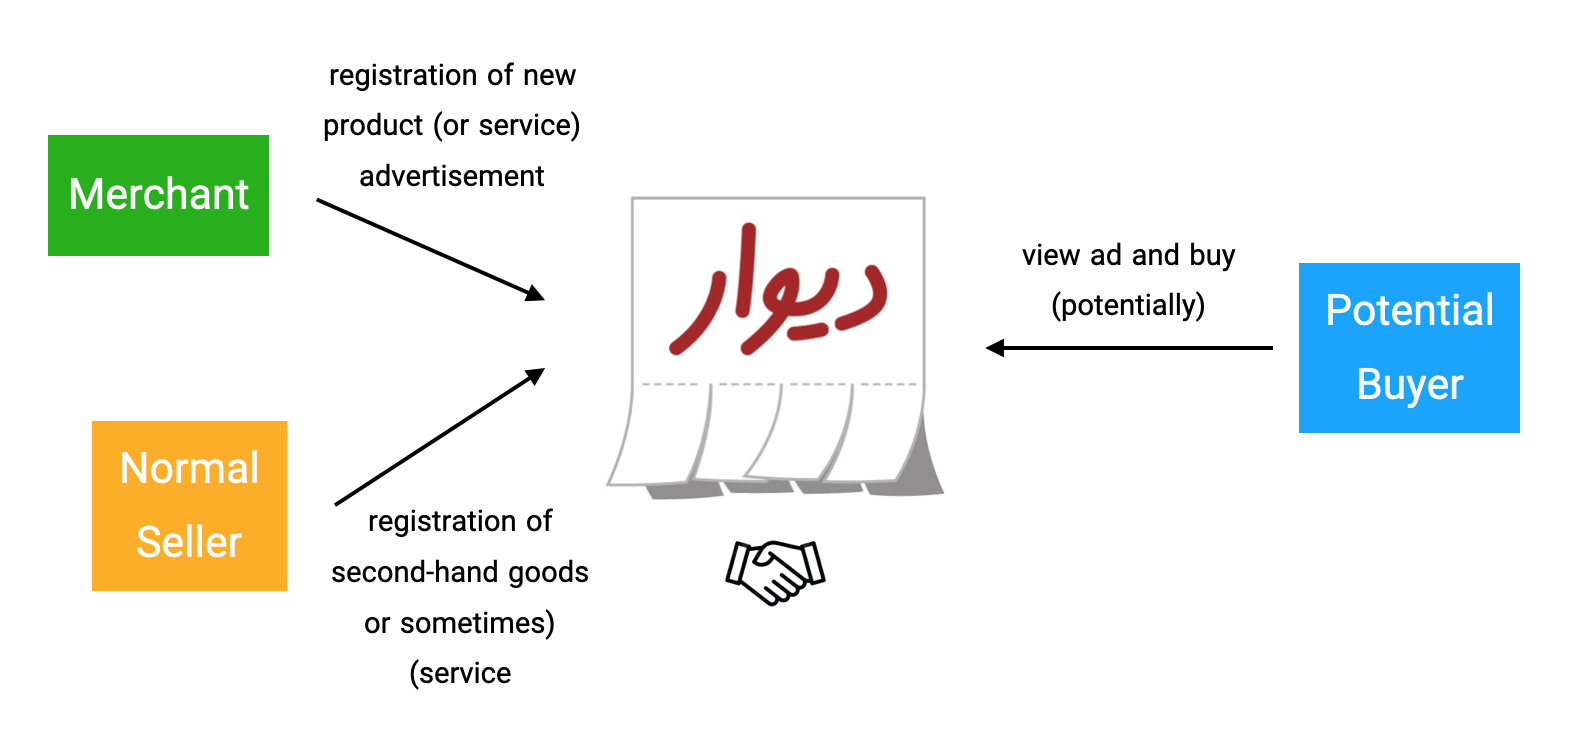 registration of new
product (or service)
advertisement
Merchant
دیوار
view ad and buy
(potentially)
Potential
Buyer
Normal
Seller
registration of
second-hand goods
or sometimes)
(service